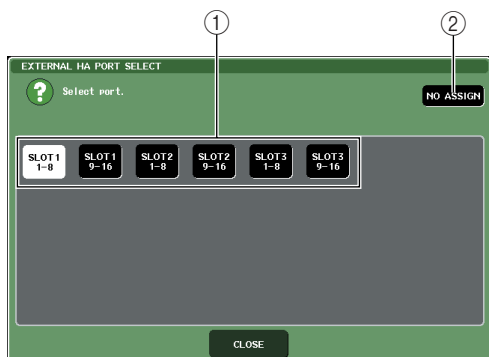 ① ②
EXTERNAL HA PORT SELECT
Select port.
NO ASSIGN
SLOT1 1-8
SLOT1 9-16
SLOT2 1-8
SLOT2 9-16
SLOT3 1-8
SLOT3 9-16
CLOSE